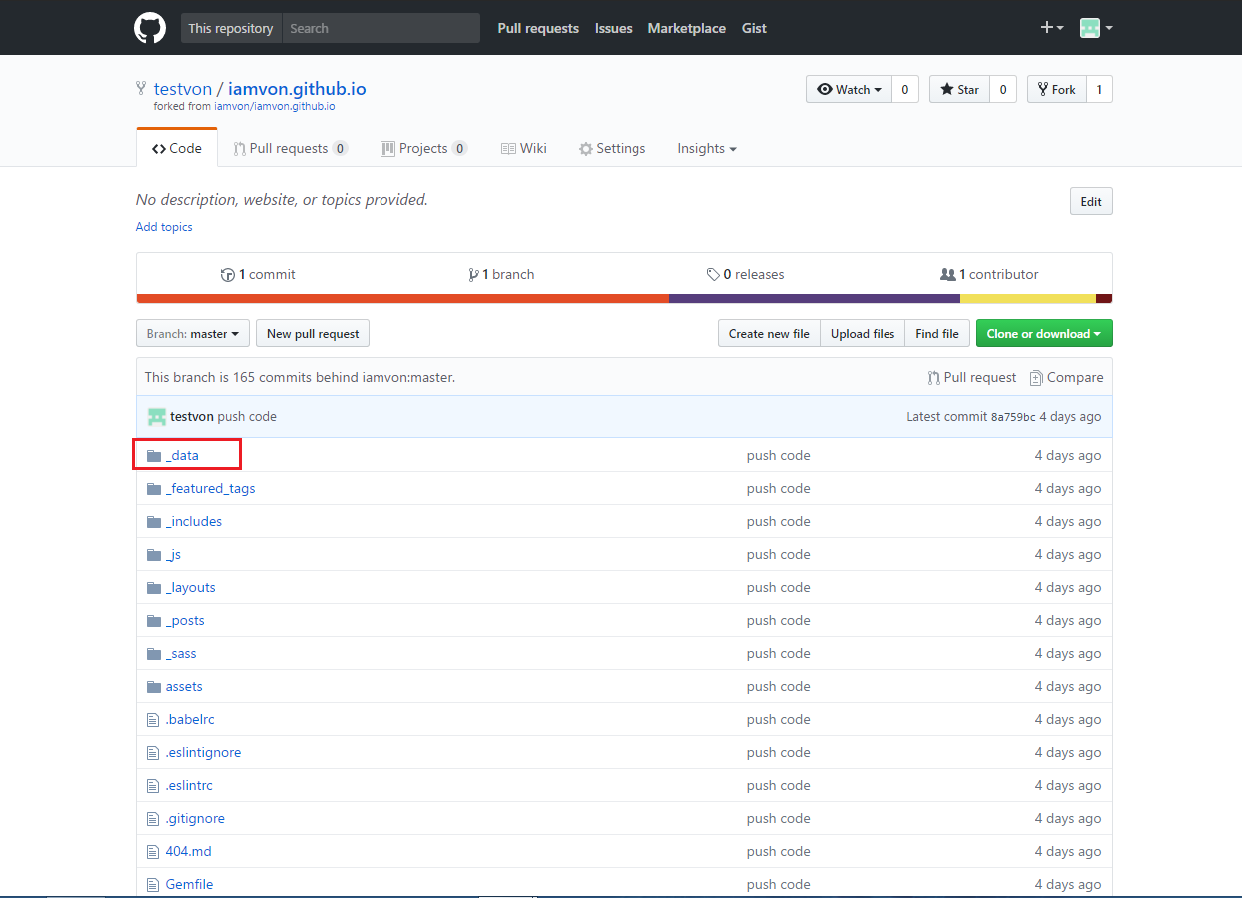 This repository Search Pull requests Issues Marketplace Gist
testvon / iamvon.github.io Watch 0 Star 0 Fork 1
forked from iamvon/iamvon.github.io
Code Pull requests 0 Projects 0 Wiki Settings Insights
No description, website, or topics provided. Edit
Add topics
1 commit 1 branch 0 releases 1 contributor
Branch: master New pull request Create new file Upload files Find file Clone or download
This branch is 165 commits behind iamvon:master. Pull request Compare
testvon push code Latest commit 8a759bc 4 days ago
_data push code 4 days ago
_featured_tags push code 4 days ago
_includes push code 4 days ago
_js push code 4 days ago
_layouts push code 4 days ago
_posts push code 4 days ago
_sass push code 4 days ago
assets push code 4 days ago
.babelrc push code 4 days ago
.eslintignore push code 4 days ago
.eslintrc push code 4 days ago
.gitignore push code 4 days ago
404.md push code 4 days ago
Gemfile push code 4 days ago